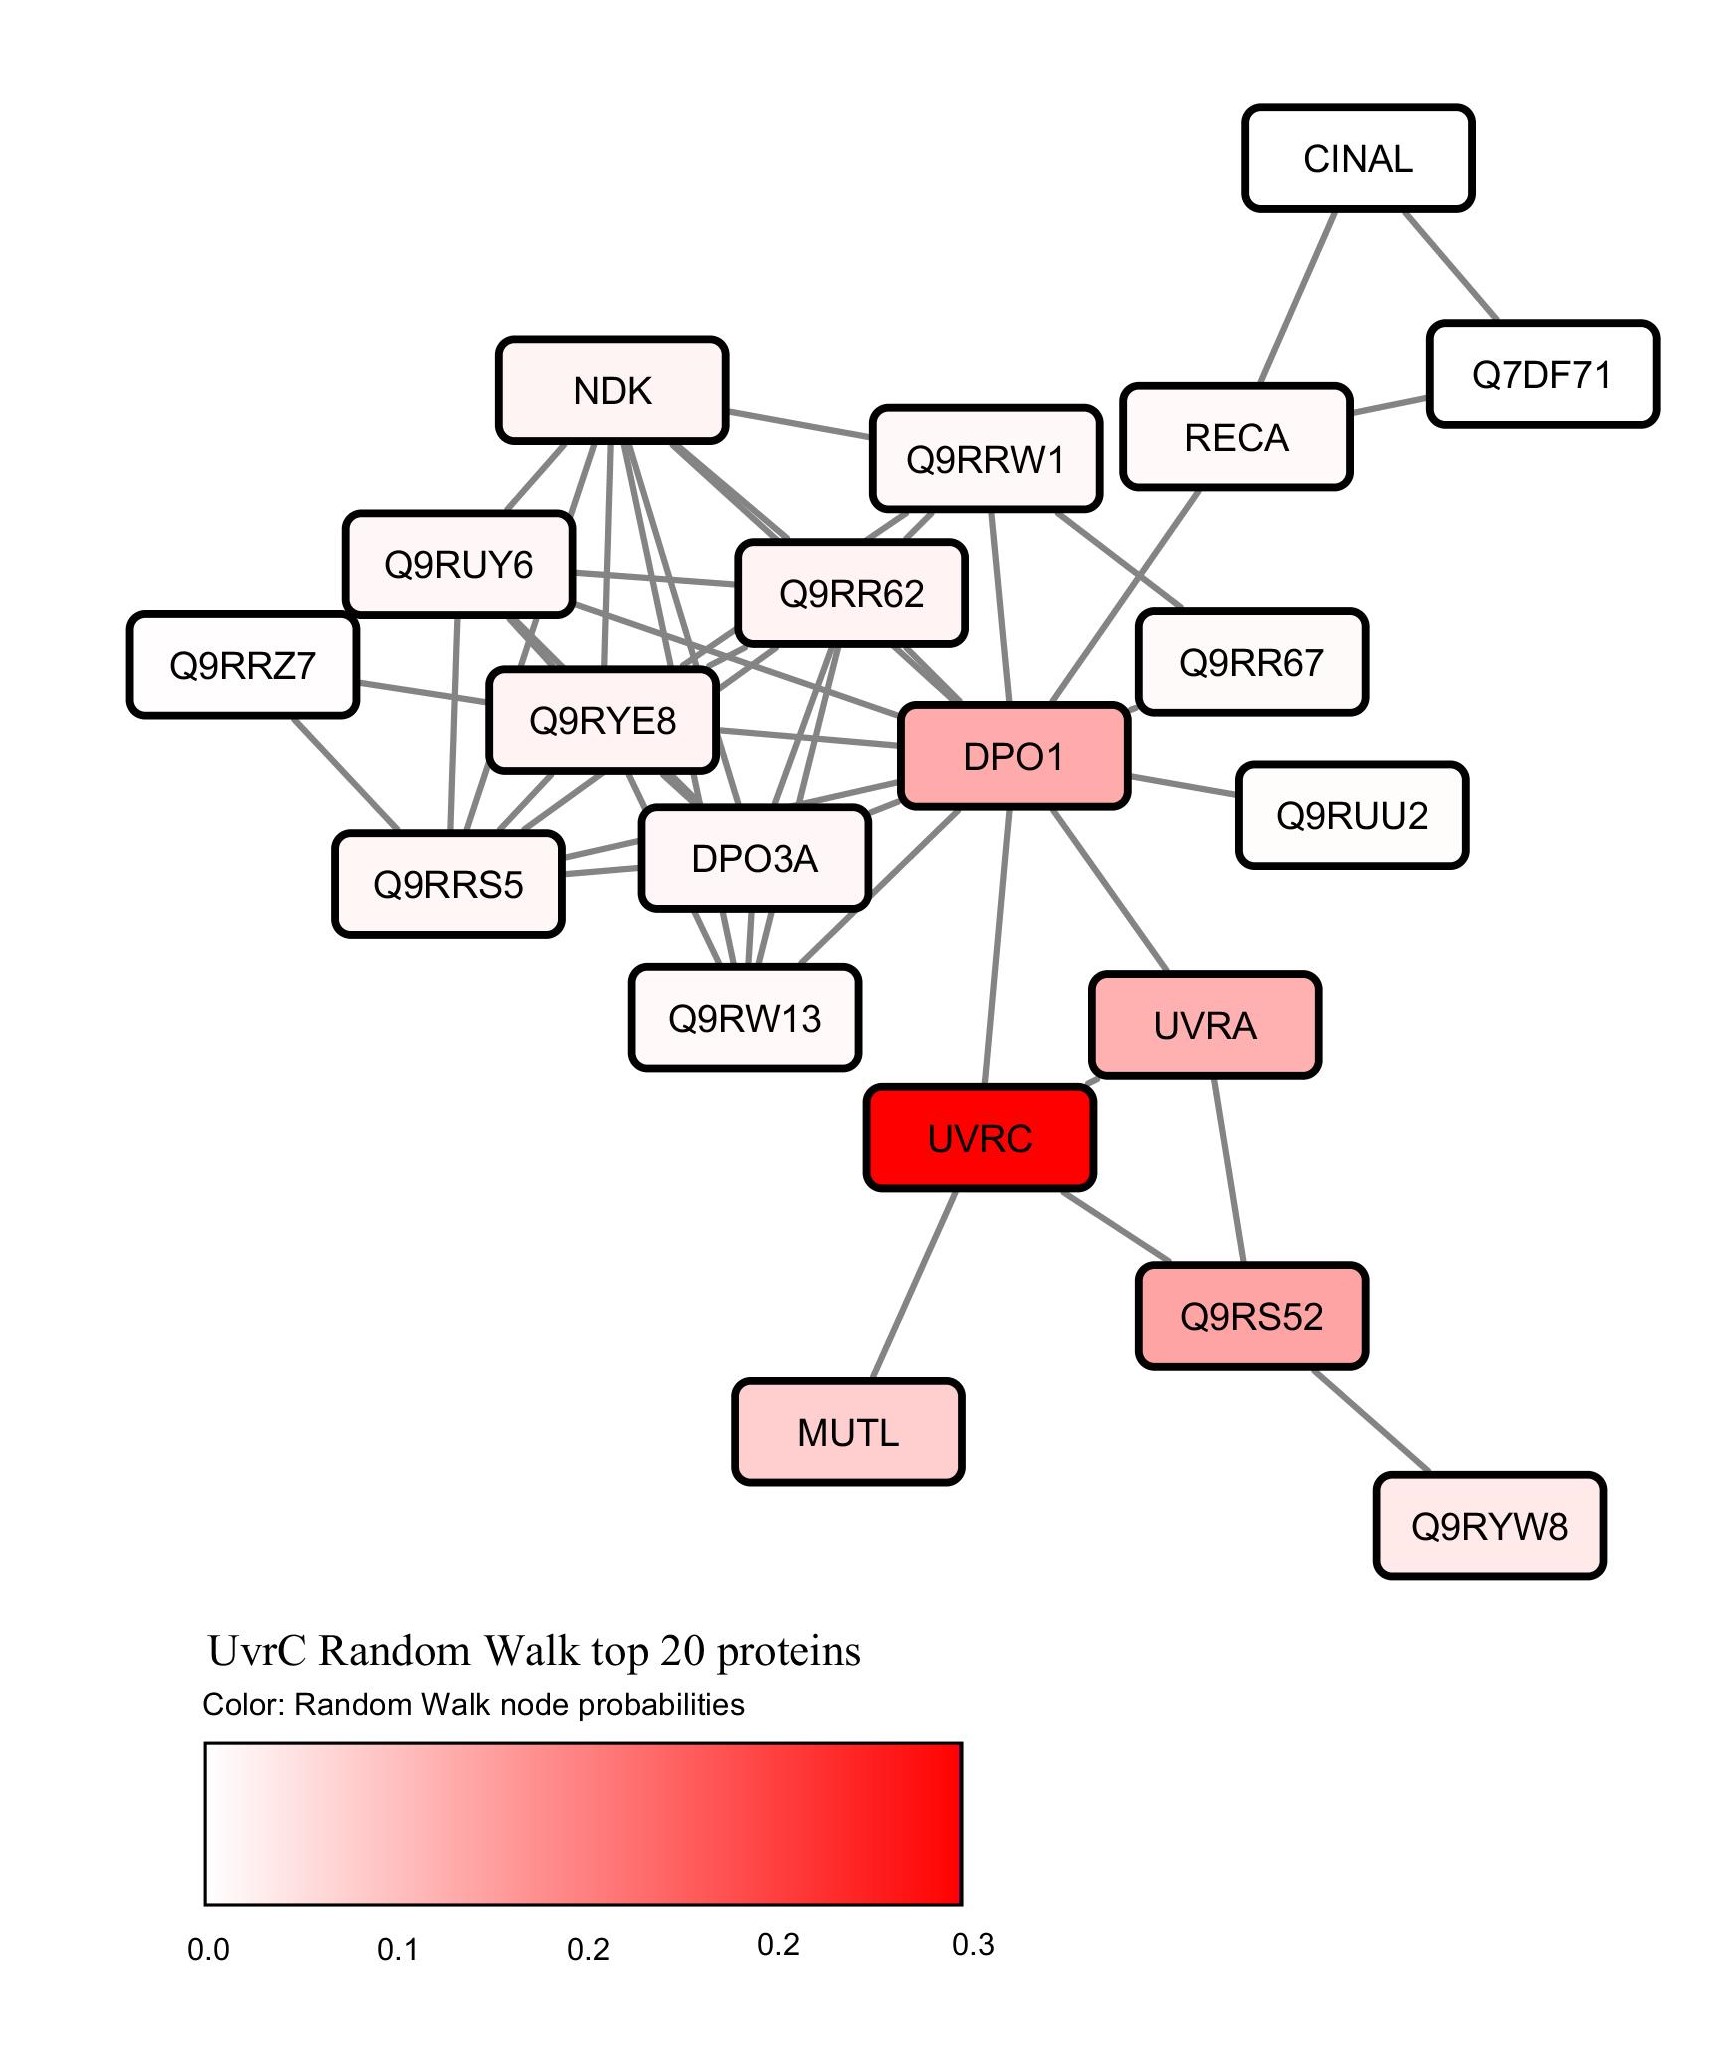 CINAL
Q7DF71
NDK
RECA
Q9RRW1
Q9RUY6
Q9RR62
Q9RRZ7
Q9RR67
Q9RYE8
DPO1
Q9RUU2
DPO3A
Q9RRS5
Q9RW13
UVRA
UVRC
Q9RS52
MUTL
Q9RYW8
UvrC Random Walk top 20 proteins
Color: Random Walk node probabilities
0.0 0.1 0.2 0.2 0.3